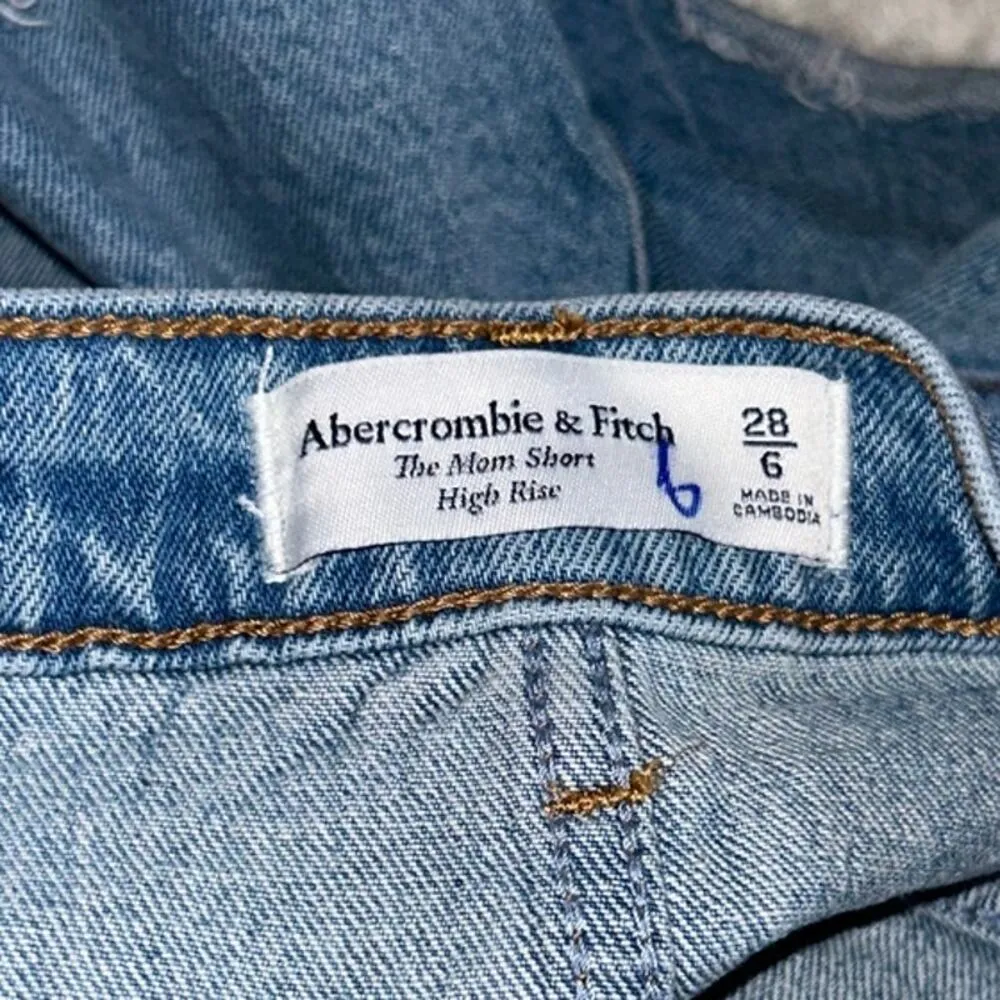 Abercrombie & Fitch
The Mom Short
High Rise
6
28
6
MADE IN
CAMBODIA